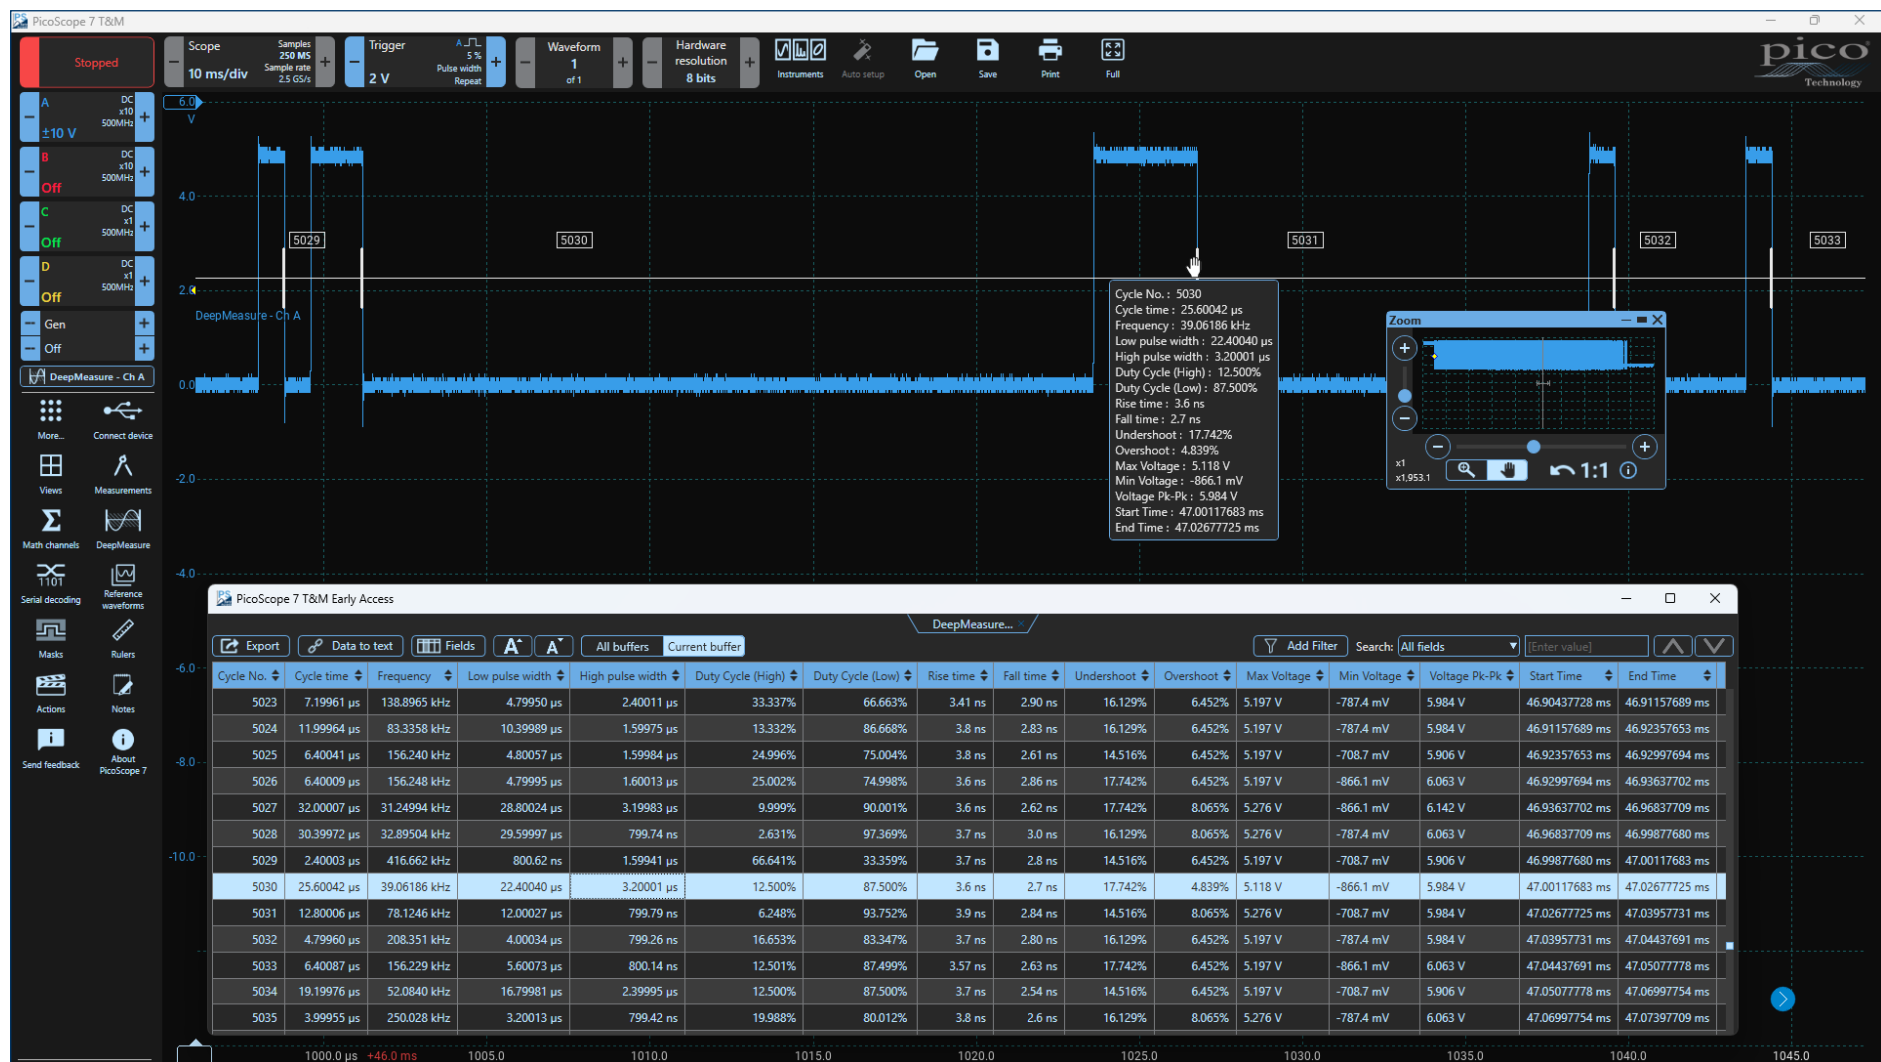 PicoScope 7 T&M
Stopped
Scope
10 ms/div
Samples
250 MS
Sample rate
2.5 GS/s
Trigger
2 V
A
5 %
Pulse width
Repeat
Waveform
1
of 1
Hardware
resolution
8 bits
Instruments
Auto setup
Open
Save
Print
Full
pico
Technology
A
±10 V
DC
x10
500MHz
B
Off
DC
x10
500MHz
C
Off
DC
x1
500MHz
D
Off
DC
x1
500MHz
Gen
Off
DeepMeasure - Ch A
More...
Connect device
Views
Measurements
Math channels
DeepMeasure
1101
Serial decoding
Reference
waveforms
Masks
Rulers
Actions
Notes
Send feedback
About
PicoScope 7
6.0
V
4.0
2.0
0.0
-2.0
-4.0
-6.0
-8.0
-10.0
5029
5030
5031
5032
5033
DeepMeasure - Ch A
Cycle No. : 5030
Cycle time : 25.60042 µs
Frequency : 39.06186 kHz
Low pulse width : 22.40040 µs
High pulse width : 3.20001 µs
Duty Cycle (High) : 12.500%
Duty Cycle (Low) : 87.500%
Rise time : 3.6 ns
Fall time : 2.7 ns
Undershoot : 17.742%
Overshoot : 4.839%
Max Voltage : 5.118 V
Min Voltage : -866.1 mV
Voltage Pk-Pk : 5.984 V
Start Time : 47.00117683 ms
End Time : 47.02677725 ms
Zoom
x1
x1,953.1
1:1
PicoScope 7 T&M Early Access
DeepMeasure...
Export
Data to text
Fields
A
A
All buffers
Current buffer
Add Filter
Search:
All fields
[Enter value]
Cycle No. Cycle time Frequency Low pulse width High pulse width Duty Cycle (High) Duty Cycle (Low) Rise time Fall time Undershoot Overshoot Max Voltage Min Voltage Voltage Pk-Pk Start Time End Time
5023 7.19961 µs 138.8965 kHz 4.79950 µs 2.40011 µs 33.337% 66.663% 3.41 ns 2.90 ns 16.129% 6.452% 5.197 V -787.4 mV 5.984 V 46.90437728 ms 46.91157689 ms
5024 11.99964 µs 83.3358 kHz 10.39989 µs 1.59975 µs 13.332% 86.668% 3.8 ns 2.83 ns 16.129% 6.452% 5.197 V -787.4 mV 5.984 V 46.91157689 ms 46.92357653 ms
5025 6.40041 µs 156.240 kHz 4.80057 µs 1.59984 µs 24.996% 75.004% 3.8 ns 2.61 ns 14.516% 6.452% 5.197 V -708.7 mV 5.906 V 46.92357653 ms 46.92997694 ms
5026 6.40009 µs 156.248 kHz 4.79995 µs 1.60013 µs 25.002% 74.998% 3.6 ns 2.86 ns 17.742% 6.452% 5.197 V -866.1 mV 6.063 V 46.92997694 ms 46.93637702 ms
5027 32.00007 µs 31.24994 kHz 28.80024 µs 3.19983 µs 9.999% 90.001% 3.6 ns 2.62 ns 17.742% 8.065% 5.276 V -866.1 mV 6.142 V 46.93637702 ms 46.96837709 ms
5028 30.39972 µs 32.89504 kHz 29.59997 µs 799.74 ns 2.631% 97.369% 3.7 ns 3.0 ns 16.129% 8.065% 5.276 V -787.4 mV 6.063 V 46.96837709 ms 46.99877680 ms
5029 2.40003 µs 416.662 kHz 800.62 ns 1.59941 µs 66.641% 33.359% 3.7 ns 2.8 ns 14.516% 6.452% 5.197 V -708.7 mV 5.906 V 46.99877680 ms 47.00117683 ms
5030 25.60042 µs 39.06186 kHz 22.40040 µs 3.20001 µs 12.500% 87.500% 3.6 ns 2.7 ns 17.742% 4.839% 5.118 V -866.1 mV 5.984 V 47.00117683 ms 47.02677725 ms
5031 12.80006 µs 78.1246 kHz 12.00027 µs 799.79 ns 6.248% 93.752% 3.9 ns 2.84 ns 14.516% 8.065% 5.276 V -708.7 mV 5.984 V 47.02677725 ms 47.03957731 ms
5032 4.79960 µs 208.351 kHz 4.00034 µs 799.26 ns 16.653% 83.347% 3.7 ns 2.80 ns 16.129% 6.452% 5.197 V -787.4 mV 5.984 V 47.03957731 ms 47.04437691 ms
5033 6.40087 µs 156.229 kHz 5.60073 µs 800.14 ns 12.501% 87.499% 3.57 ns 2.63 ns 17.742% 6.452% 5.197 V -866.1 mV 6.063 V 47.04437691 ms 47.05077778 ms
5034 19.19976 µs 52.0840 kHz 16.79981 µs 2.39995 µs 12.500% 87.500% 3.7 ns 2.54 ns 14.516% 6.452% 5.197 V -708.7 mV 5.906 V 47.05077778 ms 47.06997754 ms
5035 3.99955 µs 250.028 kHz 3.20013 µs 799.42 ns 19.988% 80.012% 3.8 ns 2.6 ns 16.129% 8.065% 5.276 V -787.4 mV 6.063 V 47.06997754 ms 47.07397709 ms
1000.0 µs +46.0 ms 1005.0 1010.0 1015.0 1020.0 1025.0 1030.0 1035.0 1040.0 1045.0